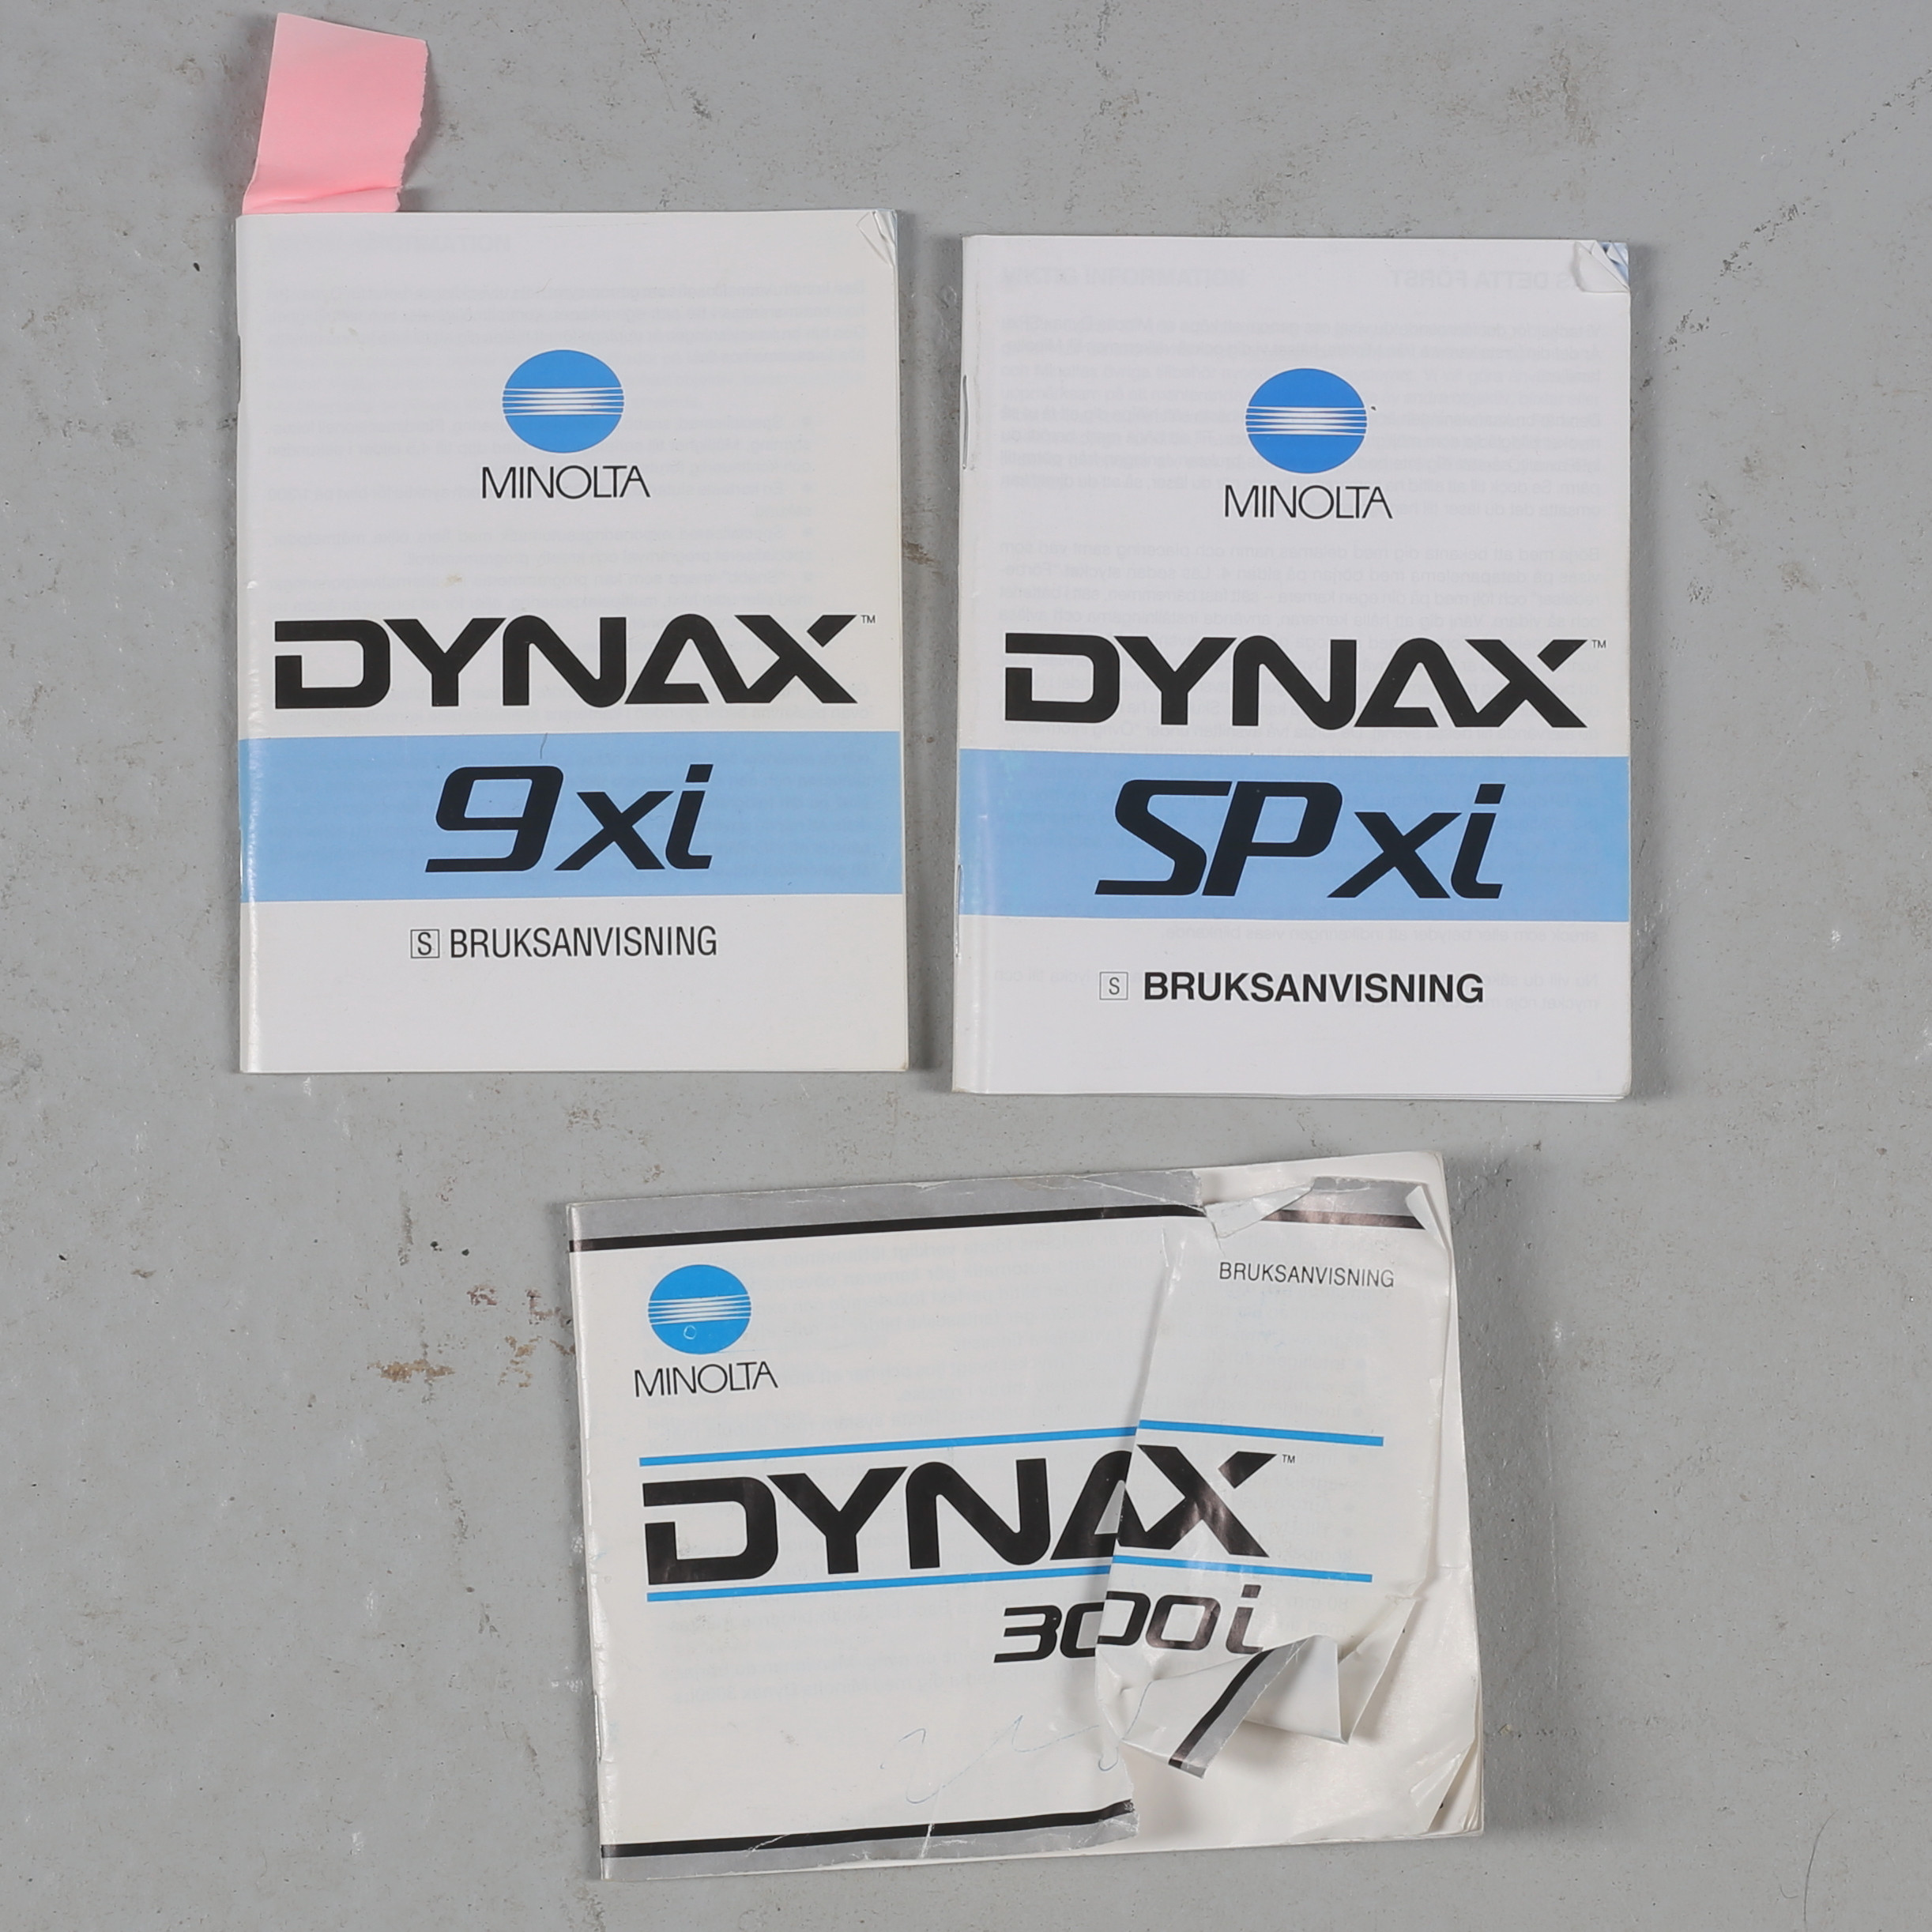 MINOLTA
DYNAX™
9xi
S BRUKSANVISNING
MINOLTA
DYNAX™
SPxi
S BRUKSANVISNING
BRUKSANVISNING
MINOLTA
DYNAX™
300i